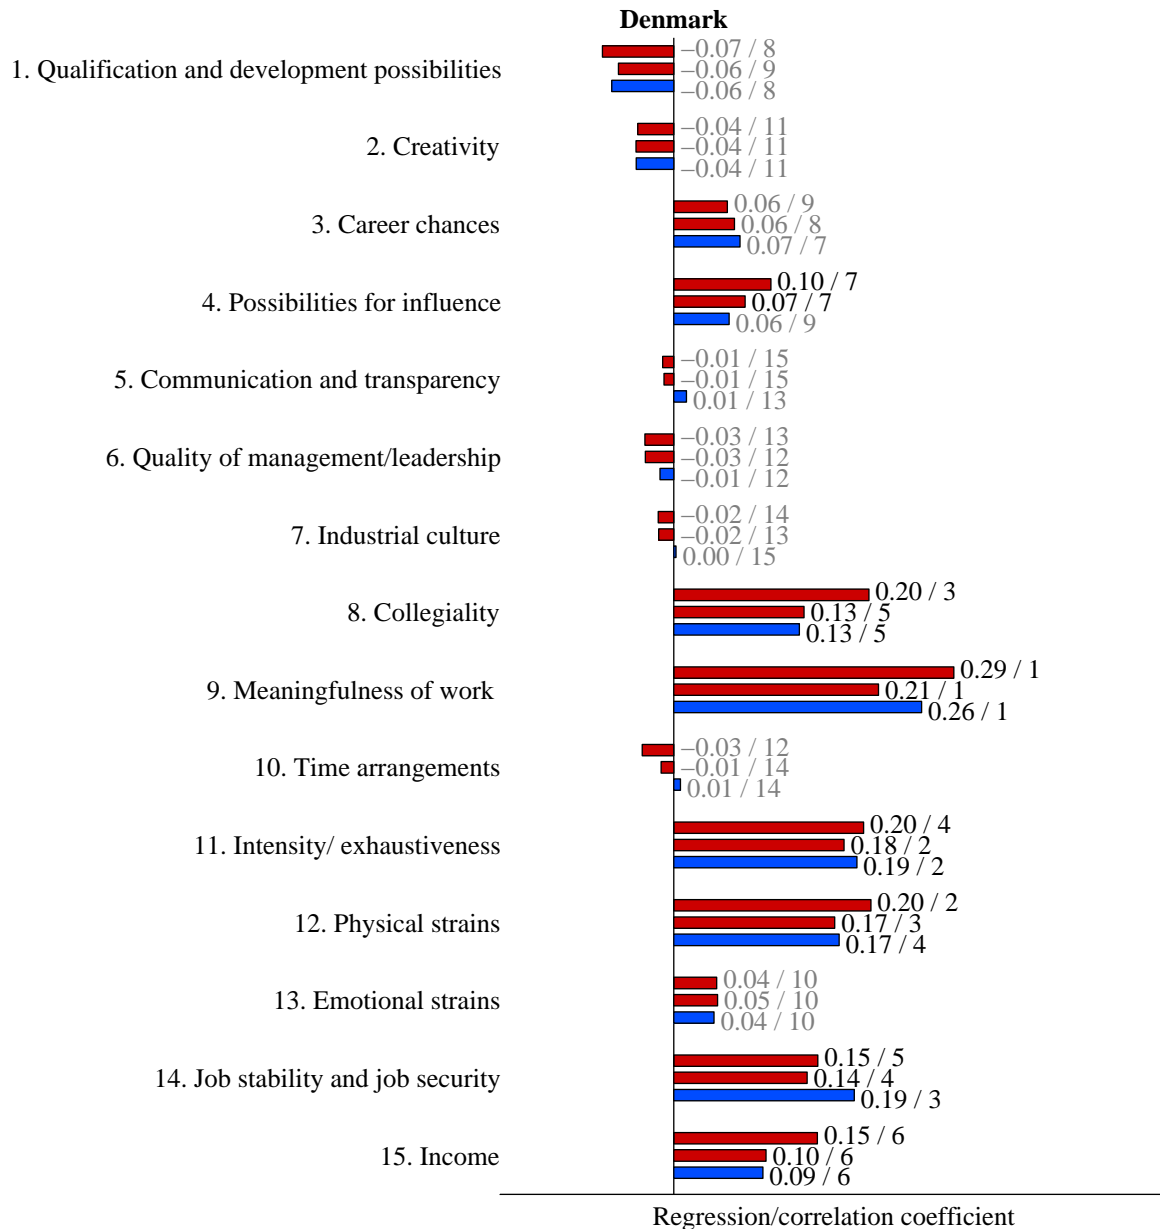 Denmark
1. Qualification and development possibilities
–0.07 / 8
–0.06 / 9
–0.06 / 8
2. Creativity
–0.04 / 11
–0.04 / 11
–0.04 / 11
3. Career chances
0.06 / 9
0.06 / 8
0.07 / 7
4. Possibilities for influence
0.10 / 7
0.07 / 7
0.06 / 9
5. Communication and transparency
–0.01 / 15
–0.01 / 15
0.01 / 13
6. Quality of management/leadership
–0.03 / 13
–0.03 / 12
–0.01 / 12
7. Industrial culture
–0.02 / 14
–0.02 / 13
0.00 / 15
8. Collegiality
0.20 / 3
0.13 / 5
0.13 / 5
9. Meaningfulness of work
0.29 / 1
0.21 / 1
0.26 / 1
10. Time arrangements
–0.03 / 12
–0.01 / 14
0.01 / 14
11. Intensity/ exhaustiveness
0.20 / 4
0.18 / 2
0.19 / 2
12. Physical strains
0.20 / 2
0.17 / 3
0.17 / 4
13. Emotional strains
0.04 / 10
0.05 / 10
0.04 / 10
14. Job stability and job security
0.15 / 5
0.14 / 4
0.19 / 3
15. Income
0.15 / 6
0.10 / 6
0.09 / 6
Regression/correlation coefficient